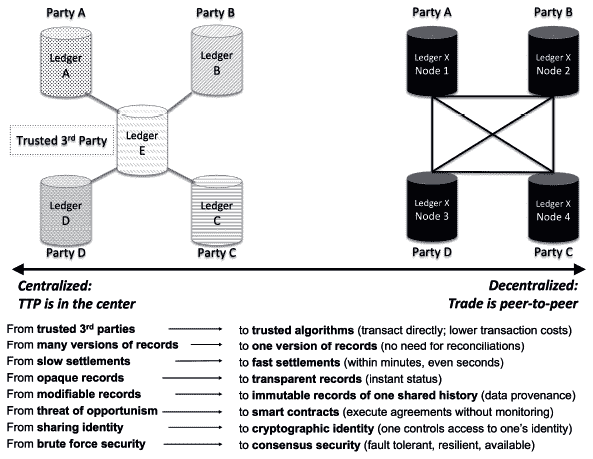 Party A
Party B
Party A
Party B
Ledger A
Ledger B
Ledger X Node 1
Ledger X Node 2
Trusted 3rd Party
Ledger E
Ledger D
Ledger C
Ledger X Node 3
Ledger X Node 4
Party D
Party C
Party D
Party C
Centralized:
TTP is in the center
Decentralized:
Trade is peer-to-peer
From trusted 3rd parties to trusted algorithms (transact directly; lower transaction costs)
From many versions of records to one version of records (no need for reconciliations)
From slow settlements to fast settlements (within minutes, even seconds)
From opaque records to transparent records (instant status)
From modifiable records to immutable records of one shared history (data provenance)
From threat of opportunism to smart contracts (execute agreements without monitoring)
From sharing identity to cryptographic identity (one controls access to one's identity)
From brute force security to consensus security (fault tolerant, resilient, available)